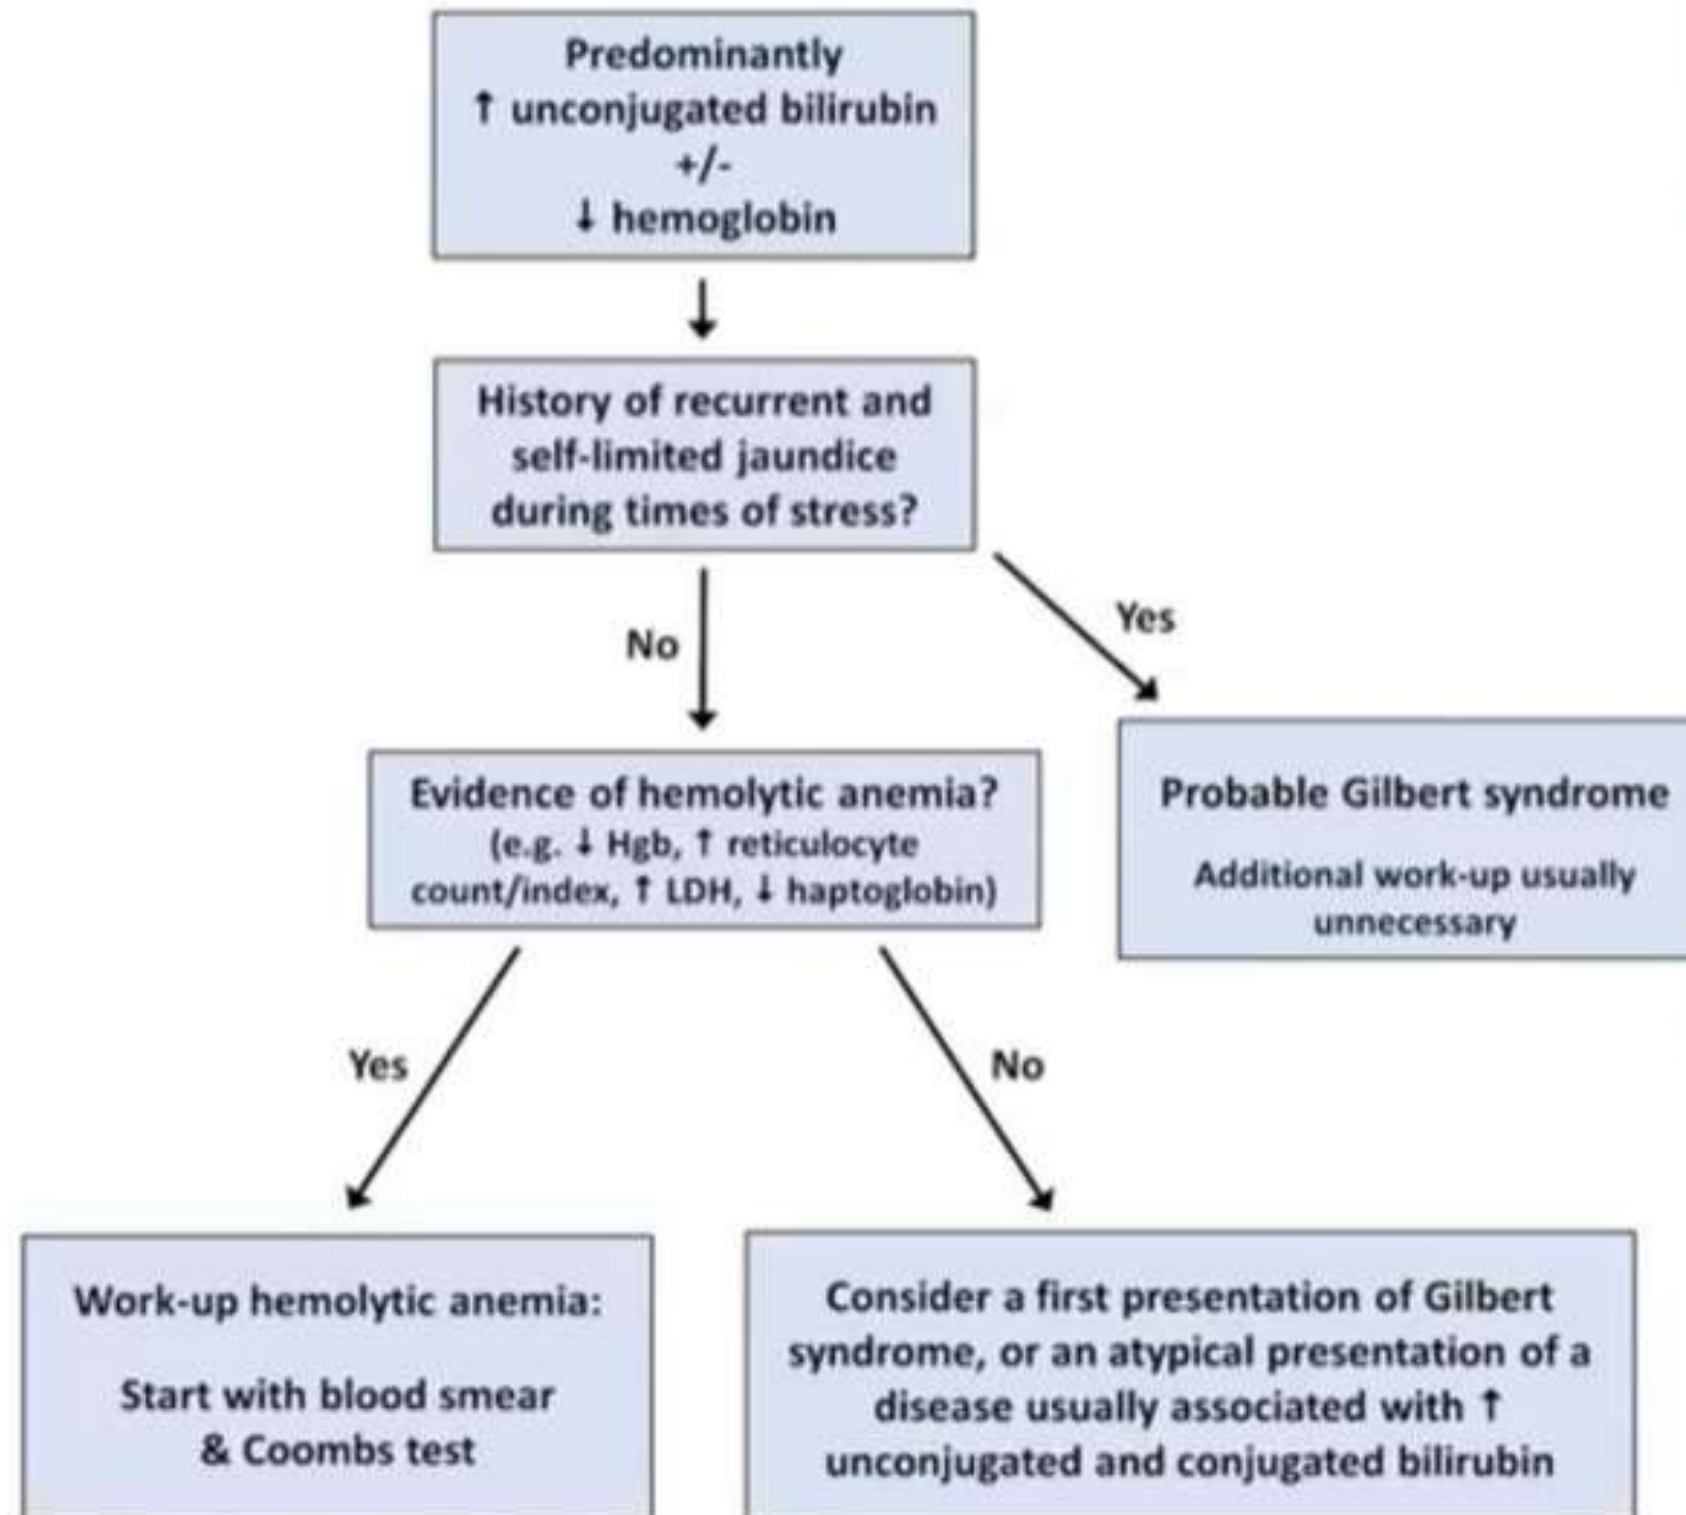 Predominantly
↑ unconjugated bilirubin
+/-
↓ hemoglobin
History of recurrent and
self-limited jaundice
during times of stress?
No
Yes
Evidence of hemolytic anemia?
(e.g. ↓ Hgb, ↑ reticulocyte
count/index, ↑ LDH, ↓ haptoglobin)
Probable Gilbert syndrome
Additional work-up usually
unnecessary
Yes
No
Work-up hemolytic anemia:
Start with blood smear
& Coombs test
Consider a first presentation of Gilbert
syndrome, or an atypical presentation of a
disease usually associated with ↑
unconjugated and conjugated bilirubin